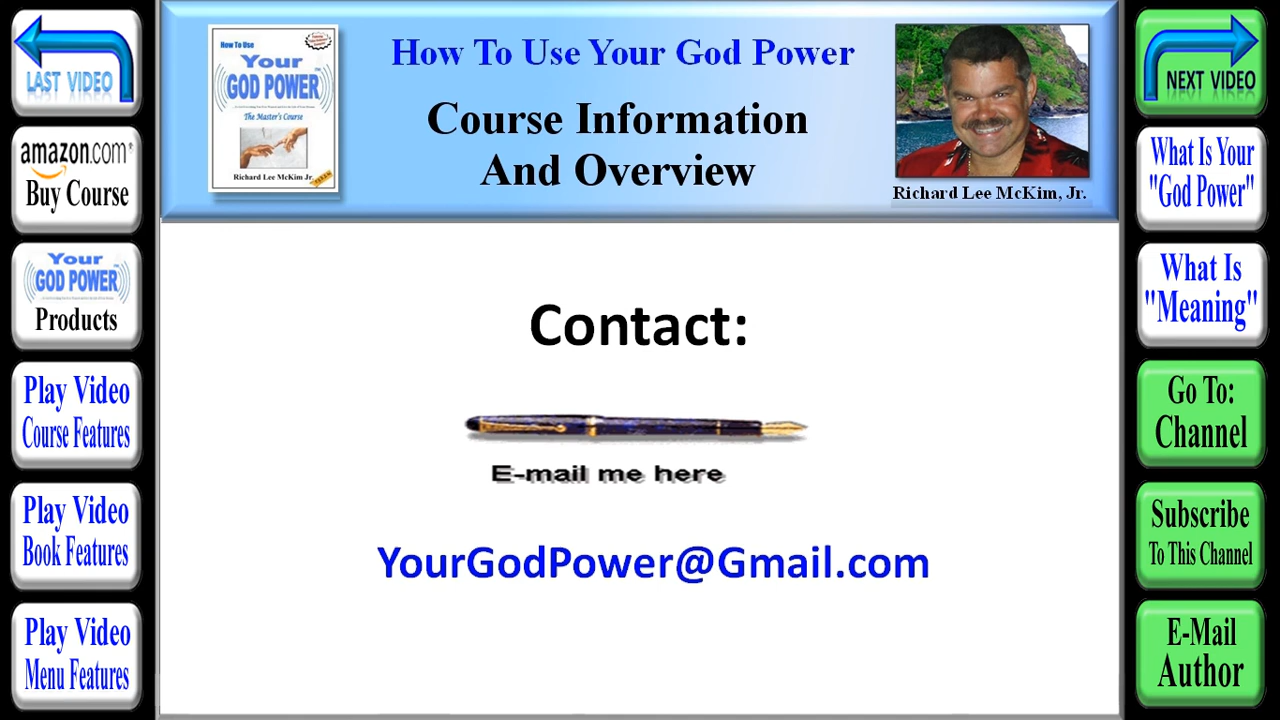 LAST VIDEO
amazon.com
Buy Course
Your
GOD POWER
Products
Play Video
Course Features
Play Video
Book Features
Play Video
Menu Features
How To Use
Your
GOD POWER
The Master's Course
Richard Lee McKim Jr.
How To Use Your God Power
Course Information
And Overview
Richard Lee McKim, Jr.
Contact:
E-mail me here
YourGodPower@Gmail.com
NEXT VIDEO
What Is Your
"God Power"
What Is
"Meaning"
Go To:
Channel
Subscribe
To This Channel
E-Mail
Author